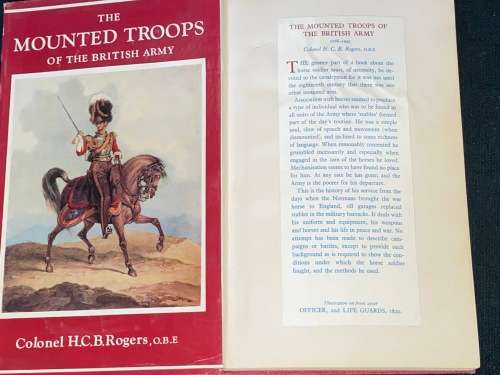 THE
MOUNTED TROOPS
OF THE BRITISH ARMY
Colonel H.C.B. Rogers, O.B.E
THE MOUNTED TROOPS OF
THE BRITISH ARMY
1066–1945
Colonel H. C. B. Rogers, O.B.E.
THE greater part of a book about the
horse soldier must, of necessity, be de-
voted to the cavalryman for it was not until
the eighteenth century that there was any
other mounted arm.
Association with horses tended to produce
a type of individual who was to be found in
all units of the Army where 'stables' formed
part of the day's routine. He was a simple
soul, slow of speech and movement (when
dismounted), and inclined to some richness
of language. When reasonably contented he
grumbled incessantly and especially when
engaged in the care of the horses he loved.
Mechanisation seems to have found no place
for him. At any rate he has gone; and the
Army is the poorer for his departure.
This is the history of his service from the
days when the Normans brought the war
horse to England, till garages replaced
stables in the military barracks. It deals with
his uniform and equipment, his weapons
and horses and his life in peace and war. No
attempt has been made to describe cam-
paigns or battles, except to provide such
background as is required to show the con-
ditions under which the horse soldier
fought, and the methods he used.
Illustration on front cover
OFFICER, 2nd LIFE GUARDS, 1820.